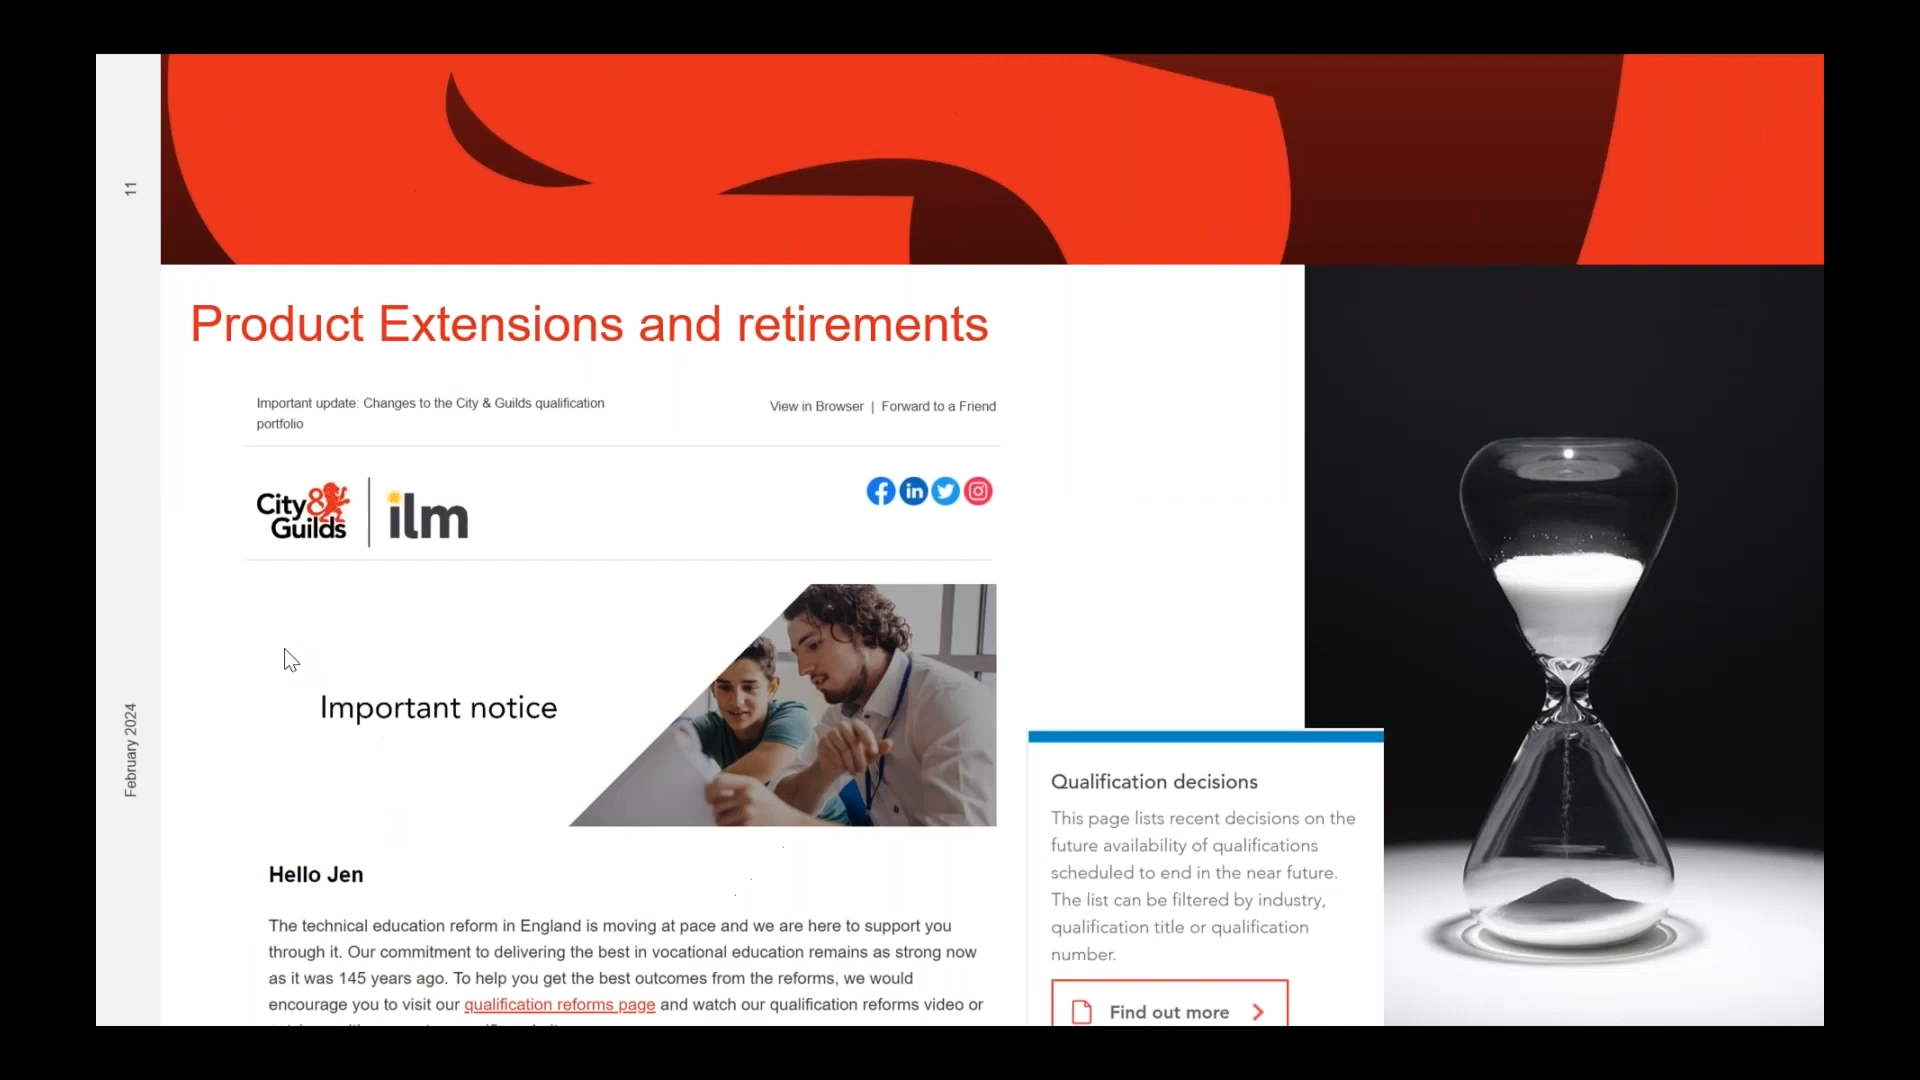 11
February 2024
Product Extensions and retirements
Important update: Changes to the City & Guilds qualification
portfolio
View in Browser | Forward to a Friend
City &
Guilds
ilm
Important notice
Hello Jen
The technical education reform in England is moving at pace and we are here to support you
through it. Our commitment to delivering the best in vocational education remains as strong now
as it was 145 years ago. To help you get the best outcomes from the reforms, we would
encourage you to visit our qualification reforms page and watch our qualification reforms video or
Qualification decisions
This page lists recent decisions on the
future availability of qualifications
scheduled to end in the near future.
The list can be filtered by industry,
qualification title or qualification
number.
Find out more